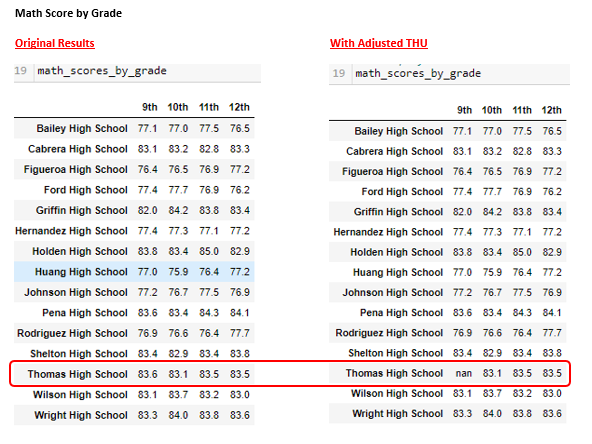 Math Score by Grade
Original Results
With Adjusted THU
19 math_scores_by_grade
9th 10th 11th 12th
Bailey High School 77.1 77.0 77.5 76.5
Cabrera High School 83.1 83.2 82.8 83.3
Figueroa High School 76.4 76.5 76.9 77.2
Ford High School 77.4 77.7 76.9 76.2
Griffin High School 82.0 84.2 83.8 83.4
Hernandez High School 77.4 77.3 77.1 77.2
Holden High School 83.8 83.4 85.0 82.9
Huang High School 77.0 75.9 76.4 77.2
Johnson High School 77.2 76.7 77.5 76.9
Pena High School 83.6 83.4 84.3 84.1
Rodriguez High School 76.9 76.6 76.4 77.7
Shelton High School 83.4 82.9 83.4 83.8
Thomas High School 83.6 83.1 83.5 83.5
Wilson High School 83.1 83.7 83.2 83.0
Wright High School 83.3 84.0 83.8 83.6
19 math_scores_by_grade
9th 10th 11th 12th
Bailey High School 77.1 77.0 77.5 76.5
Cabrera High School 83.1 83.2 82.8 83.3
Figueroa High School 76.4 76.5 76.9 77.2
Ford High School 77.4 77.7 76.9 76.2
Griffin High School 82.0 84.2 83.8 83.4
Hernandez High School 77.4 77.3 77.1 77.2
Holden High School 83.8 83.4 85.0 82.9
Huang High School 77.0 75.9 76.4 77.2
Johnson High School 77.2 76.7 77.5 76.9
Pena High School 83.6 83.4 84.3 84.1
Rodriguez High School 76.9 76.6 76.4 77.7
Shelton High School 83.4 82.9 83.4 83.8
Thomas High School nan 83.1 83.5 83.5
Wilson High School 83.1 83.7 83.2 83.0
Wright High School 83.3 84.0 83.8 83.6